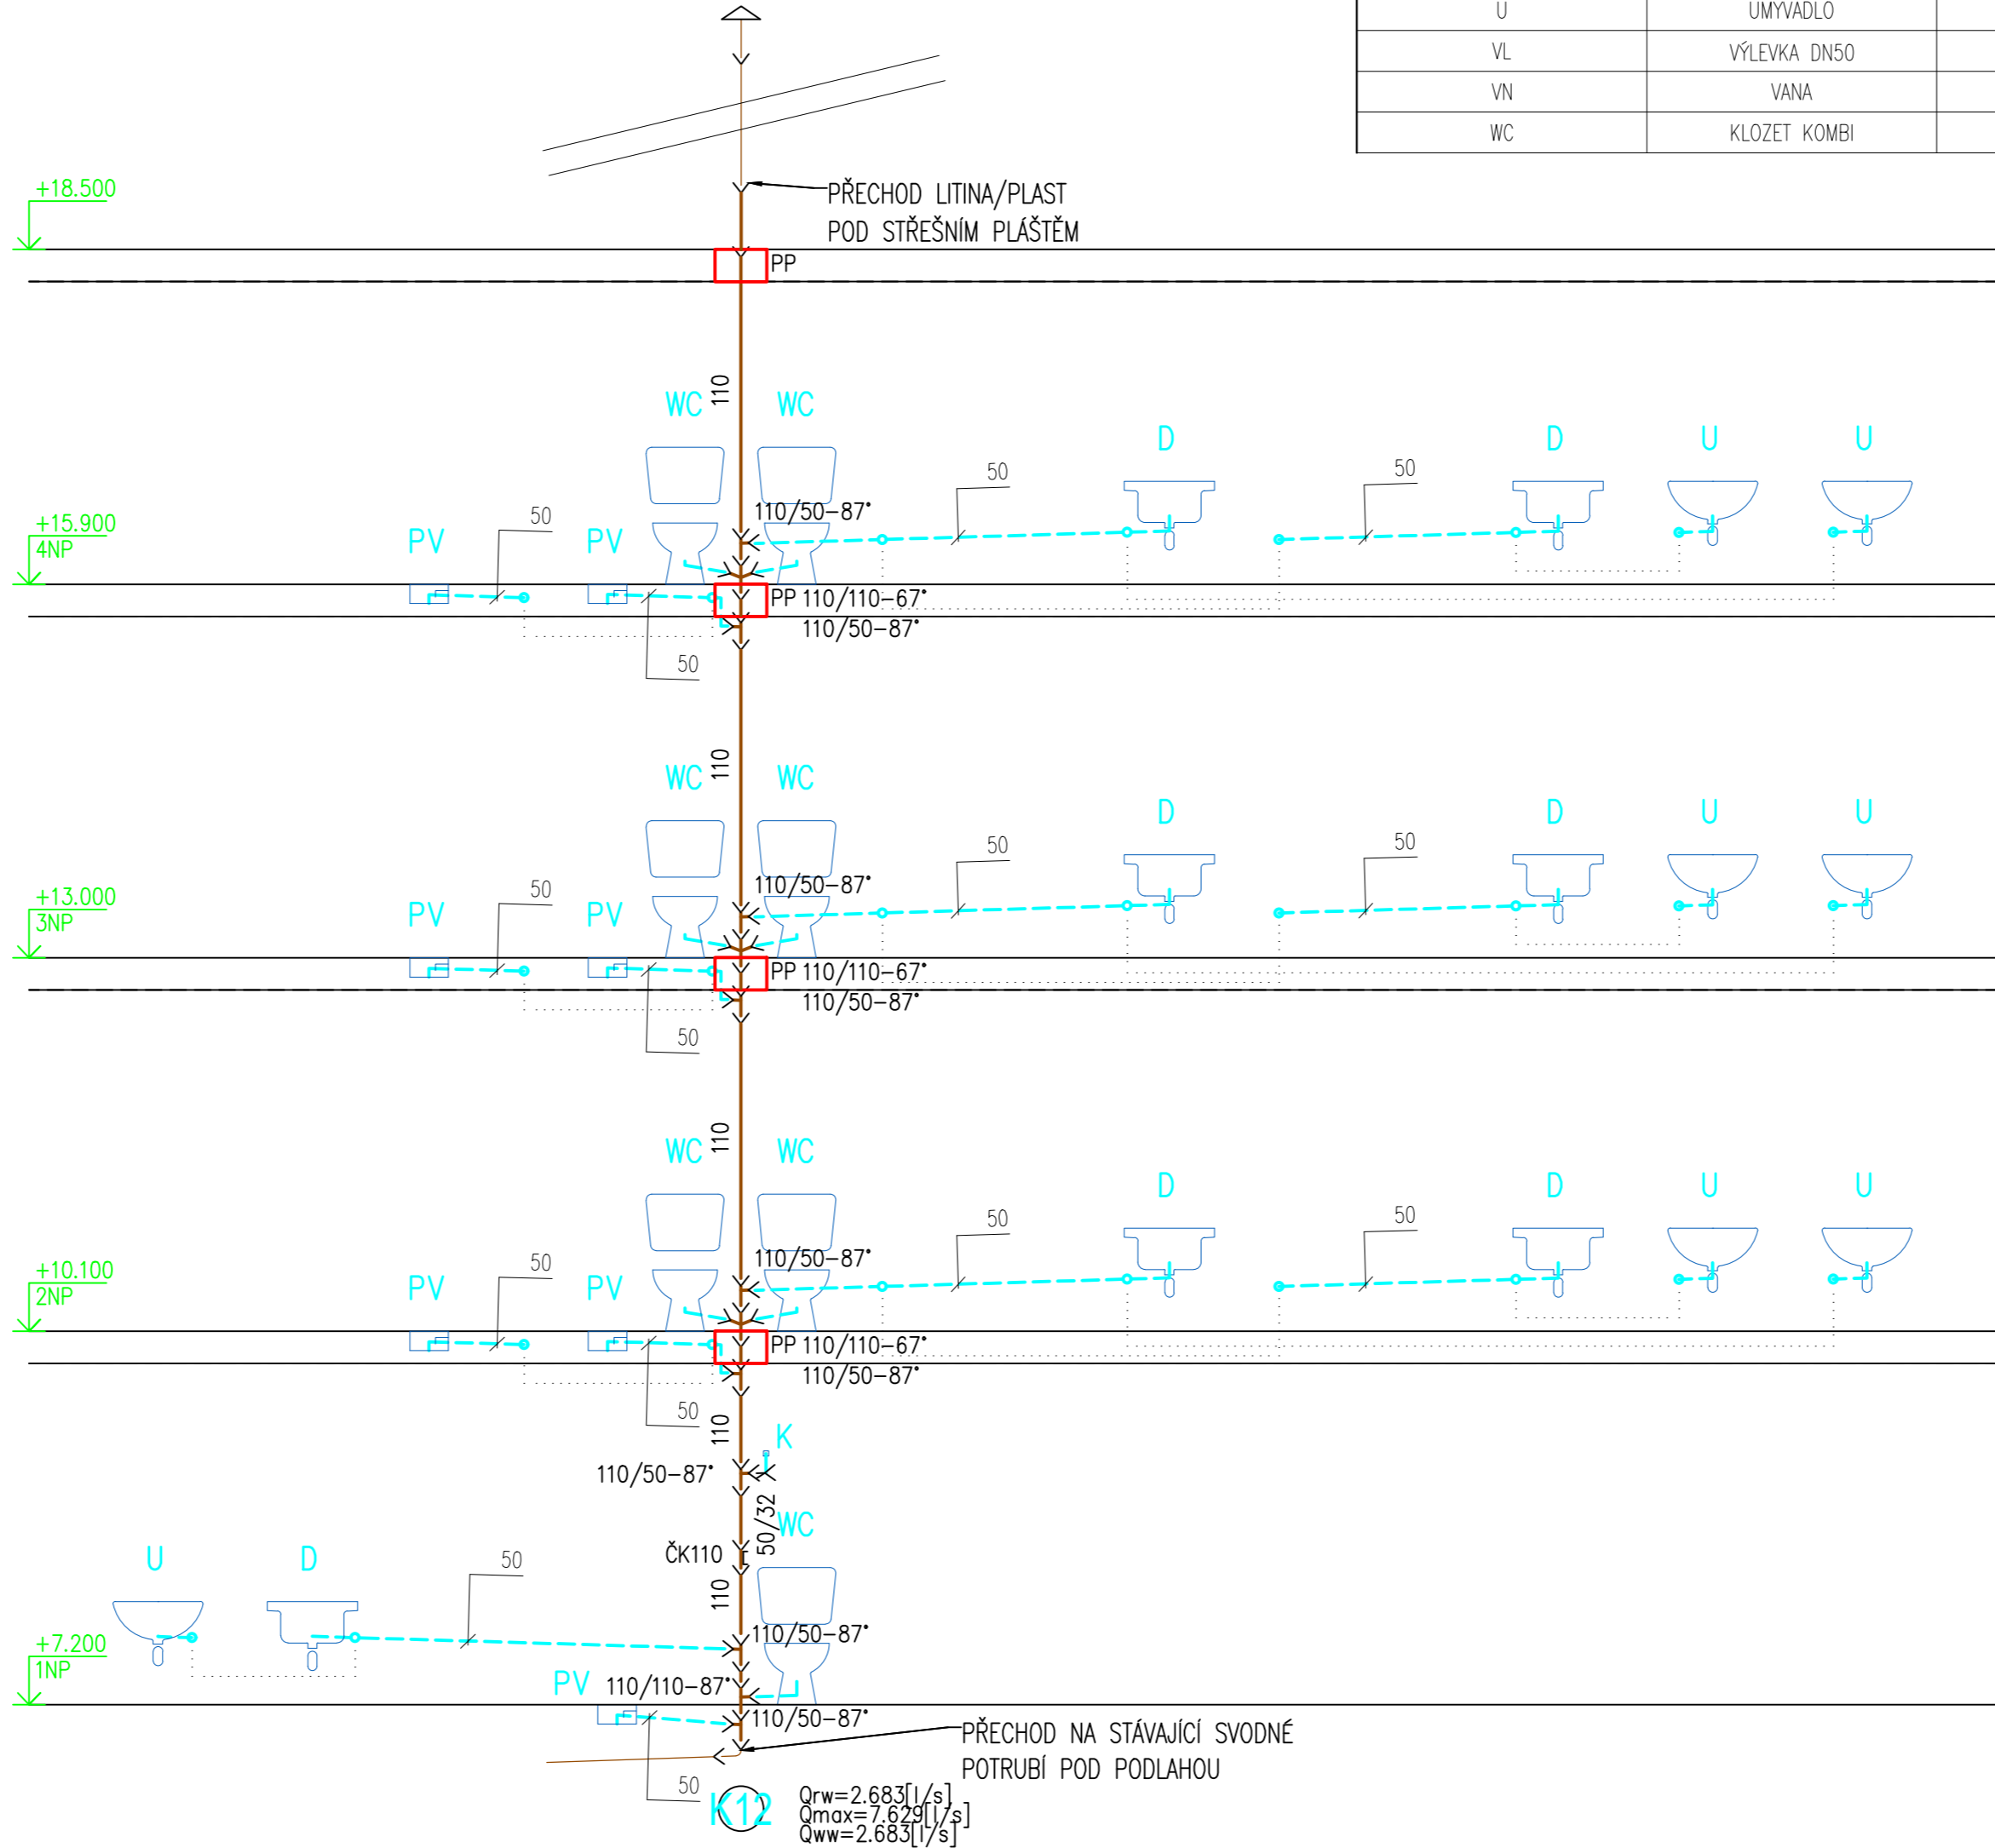 U UMYVADLO
VL VÝLEVKA DN50
VN VANA
WC KLOZET KOMBI
+18.500
PŘECHOD LITINA/PLAST
POD STŘEŠNÍM PLÁŠTĚM
PP
110
WC WC
D D U U
50 50
110/50-87°
+15.900
4NP
PV 50 PV
PP 110/110-67°
110/50-87°
50
110
WC WC
D D U U
50 50
110/50-87°
+13.000
3NP
PV 50 PV
PP 110/110-67°
110/50-87°
50
110
WC WC
D D U U
50 50
110/50-87°
+10.100
2NP
PV 50 PV
PP 110/110-67°
110/50-87°
50
110
K
110/50-87°
50/32
WC
ČK110
U D 50
110
110/50-87°
+7.200
1NP
PV 110/110-87°
110/50-87°
PŘECHOD NA STÁVAJÍCÍ SVODNÉ
POTRUBÍ POD PODLAHOU
50
K12
Qrw=2.683[l/s]
Qmax=7.629[l/s]
Qww=2.683[l/s]